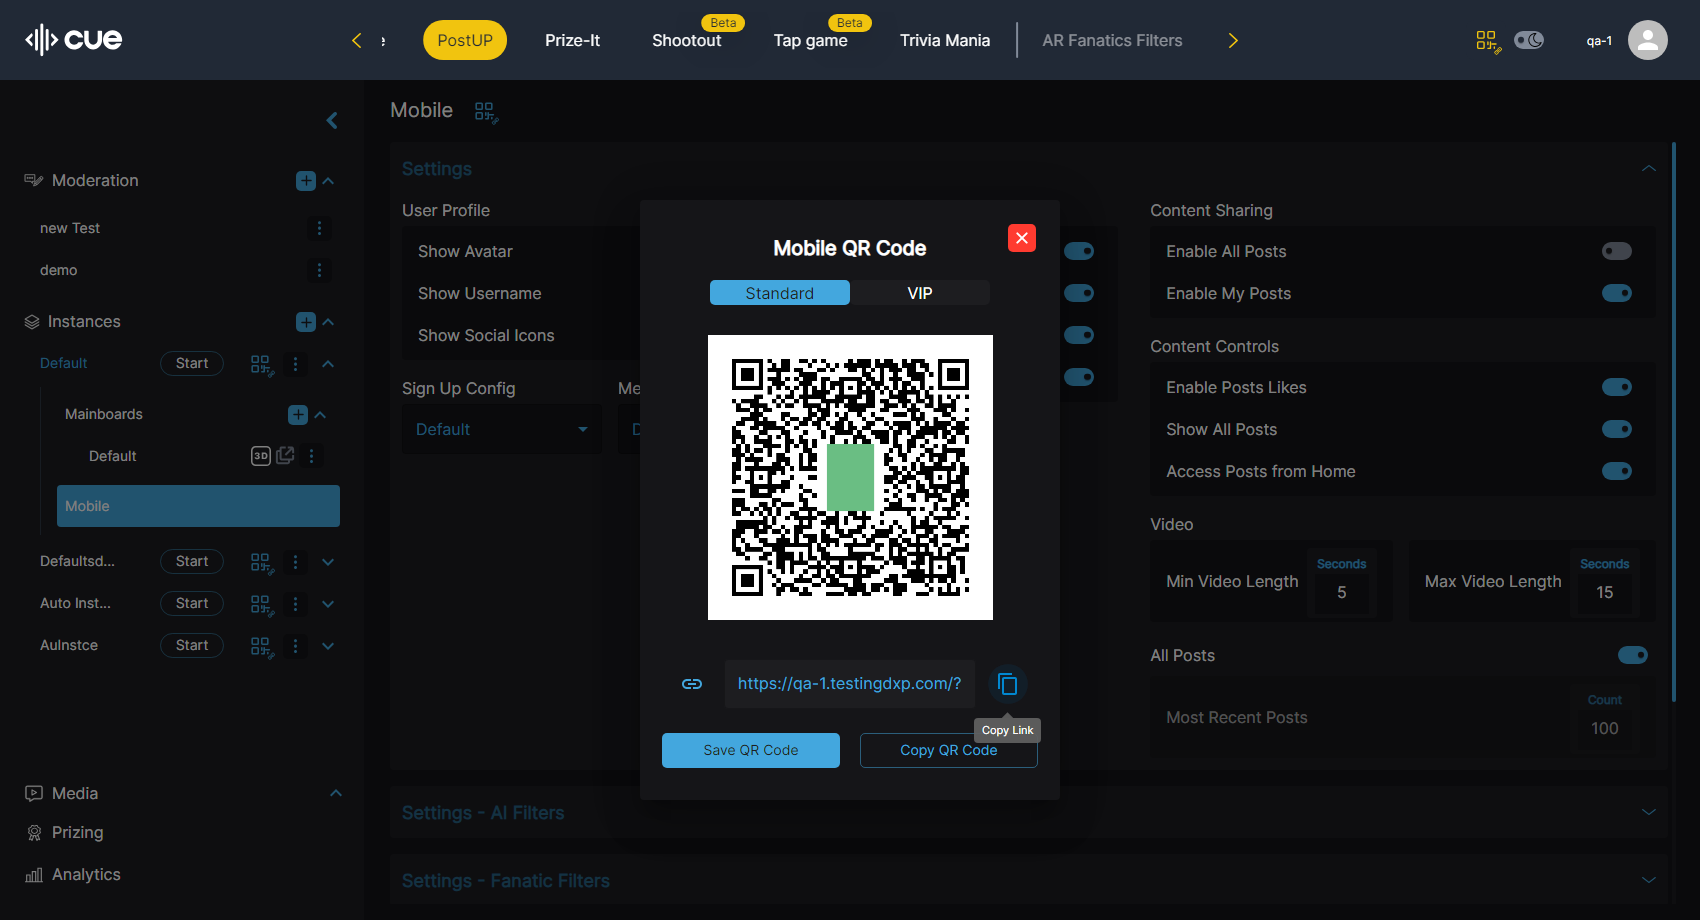 cue
e
PostUP
Prize-It
Shootout
Beta
Tap game
Beta
Trivia Mania
AR Fanatics Filters
qa-1
Moderation
new Test
demo
Instances
Default
Start
Mainboards
Default
3D
Mobile
Defaultsd...
Start
Auto Inst...
Start
AuInstce
Start
Media
Prizing
Analytics
Mobile
Settings
User Profile
Show Avatar
Show Username
Show Social Icons
Sign Up Config
Me
Default
D
Mobile QR Code
Standard
VIP
https://qa-1.testingdxp.com/?
Copy Link
Save QR Code
Copy QR Code
Content Sharing
Enable All Posts
Enable My Posts
Content Controls
Enable Posts Likes
Show All Posts
Access Posts from Home
Video
Min Video Length
Seconds
5
Max Video Length
Seconds
15
All Posts
Most Recent Posts
Count
100
Settings - AI Filters
Settings - Fanatic Filters